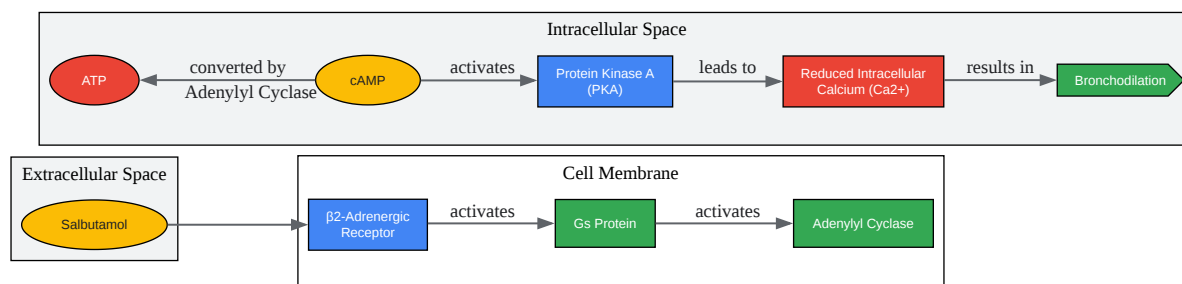 Intracellular Space
ATP
converted by
Adenylyl Cyclase
cAMP
activates
Protein Kinase A
(PKA)
leads to
Reduced Intracellular
Calcium (Ca2+)
results in
Bronchodilation
Extracellular Space
Salbutamol
Cell Membrane
β2-Adrenergic
Receptor
activates
Gs Protein
activates
Adenylyl Cyclase